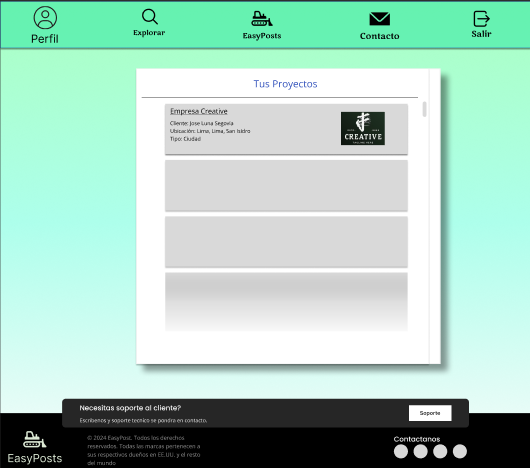 Perfil
Explorar
EasyPosts
Contacto
Salir
Tus Proyectos
Empresa Creative
Cliente: Jose Luna Segovia
Ubicación: Lima, Lima, San Isidro
Tipo: Ciudad
CREATIVE
Necesitas soporte al cliente?
Escribenos y soporte tecnico se pondra en contacto.
Soporte
EasyPosts
© 2024 EasyPost. Todos los derechos
reservados. Todas las marcas pertenecen a
sus respectivos dueños en EE.UU. y el resto
del mundo
Contactanos